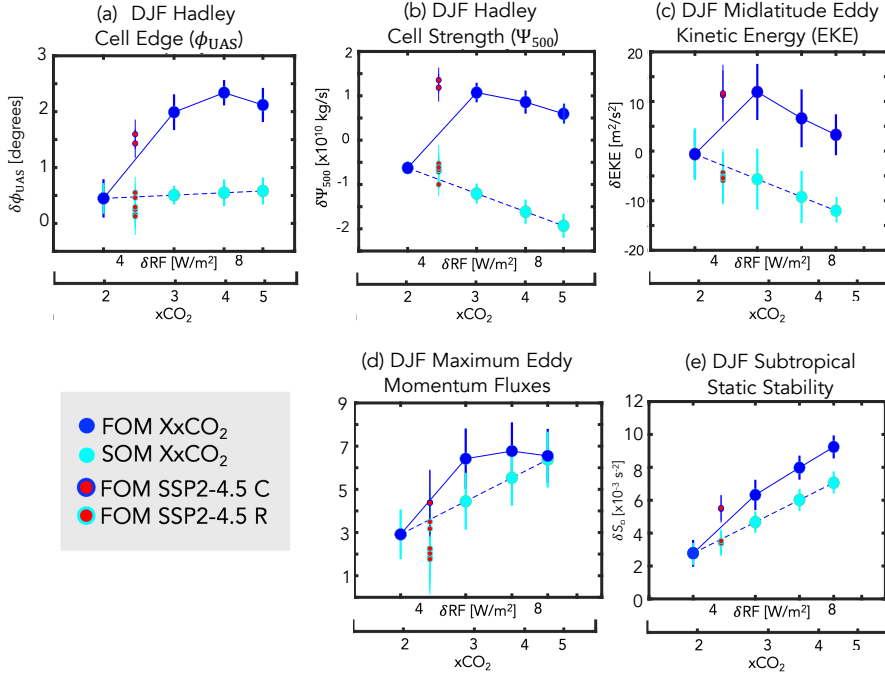 (a) DJF Hadley
Cell Edge (ϕUAS)
δϕUAS [degrees]
3
2
1
0
4
8
δRF [W/m²]
2
3
4
5
xCO₂
(b) DJF Hadley
Cell Strength (Ψ500)
δΨ500 [x10¹⁰ kg/s]
2
1
0
-1
-2
4
8
δRF [W/m²]
2
3
4
5
xCO₂
(c) DJF Midlatitude Eddy
Kinetic Energy (EKE)
δEKE [m²/s²]
20
10
0
-10
-20
4
8
δRF [W/m²]
2
3
4
5
xCO₂
FOM XxCO₂
SOM XxCO₂
FOM SSP2-4.5 C
FOM SSP2-4.5 R
(d) DJF Maximum Eddy
Momentum Fluxes
9
7
5
3
1
4
8
δRF [W/m²]
2
3
4
5
xCO₂
(e) DJF Subtropical
Static Stability
[x10⁻³ s⁻²]
12
10
8
6
4
2
0
4
8
δRF [W/m²]
2
3
4
5
xCO₂